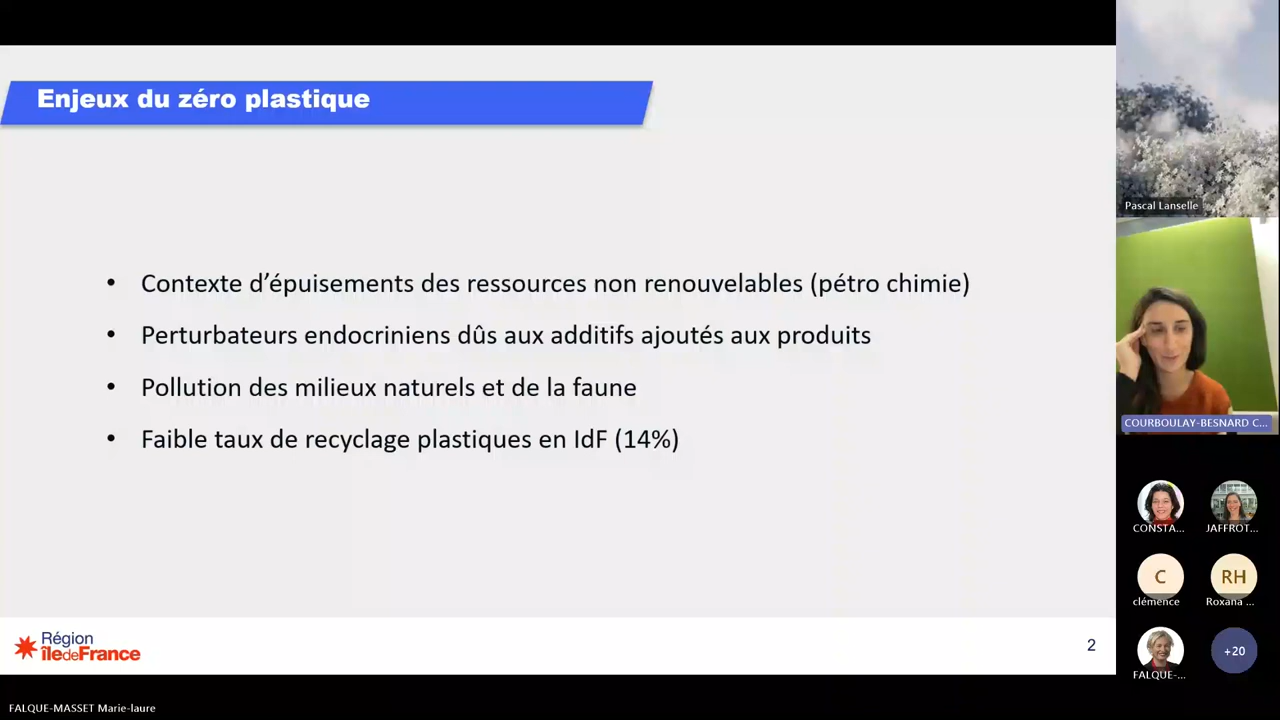 Enjeux du zéro plastique
• Contexte d’épuisements des ressources non renouvelables (pétro chimie)
• Perturbateurs endocriniens dûs aux additifs ajoutés aux produits
• Pollution des milieux naturels et de la faune
• Faible taux de recyclage plastiques en IdF (14%)
Région
îledeFrance
2
Pascal Lanselle
COURBOULAY-BESNARD C...
CONSTA...
JAFFROT...
C
clémence
RH
Roxana ...
FALQUE-...
+20
FALQUE-MASSET Marie-laure